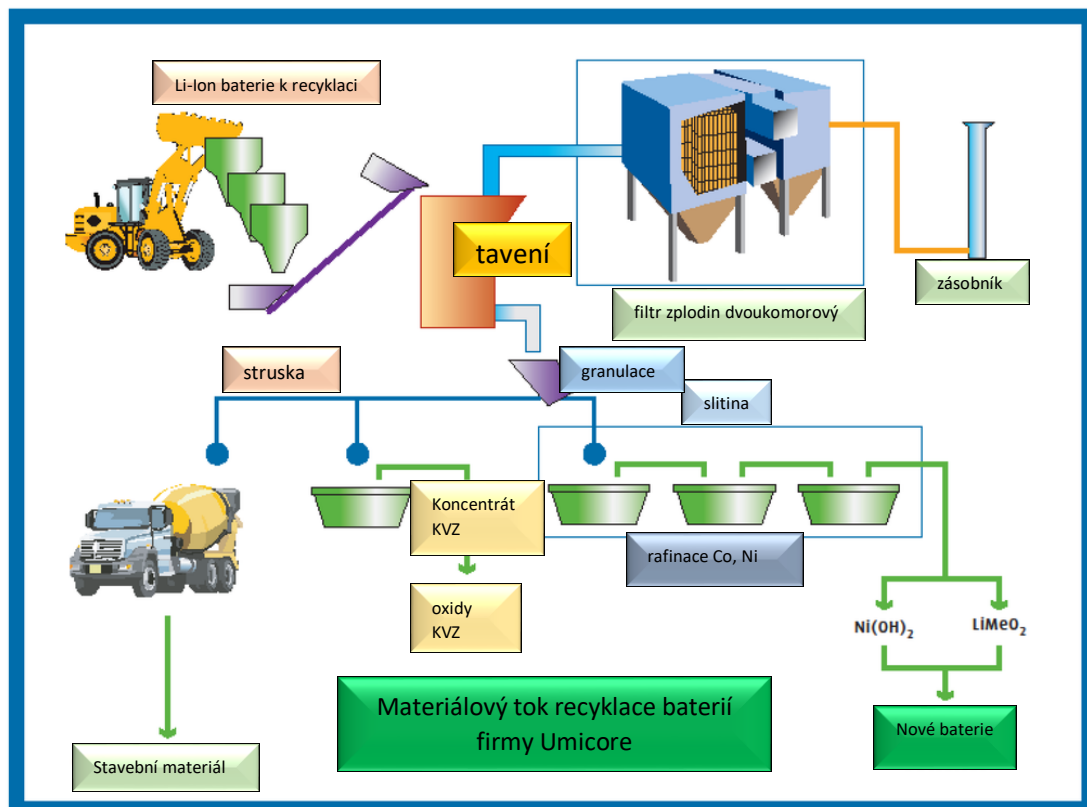 Li-Ion baterie k recyklaci
tavení
zásobník
filtr zplodin dvoukomorový
struska
granulace
slitina
Koncentrát
KVZ
rafinace Co, Ni
oxidy
KVZ
Ni(OH)₂
LiMeO₂
Materiálový tok recyklace baterií
firmy Umicore
Nové baterie
Stavební materiál